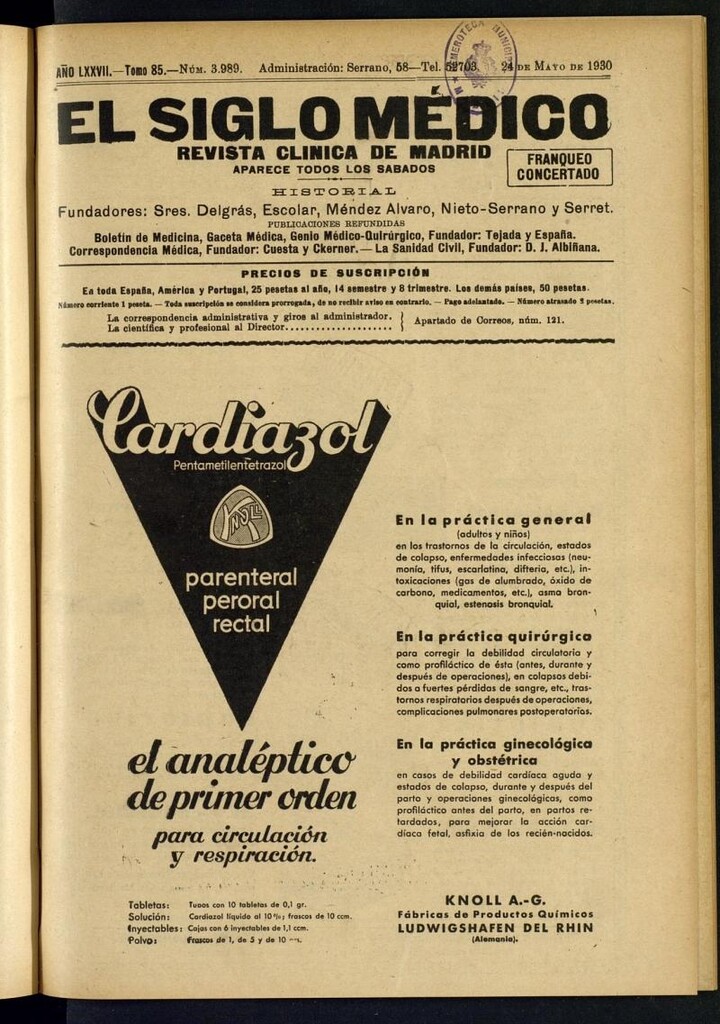 AÑO LXXVII.—Tomo 85.—NÚM. 3.989. Administración: Serrano, 58—Tel. 52703. 24 DE MAYO DE 1930
HEMEROTECA MUNICIPAL
EL SIGLO MÉDICO
REVISTA CLINICA DE MADRID
APARECE TODOS LOS SABADOS
FRANQUEO
CONCERTADO
HISTORIAL
Fundadores: Sres. Delgrás, Escolar, Méndez Alvaro, Nieto-Serrano y Serret.
PUBLICACIONES REFUNDIDAS
Boletín de Medicina, Gaceta Médica, Genio Médico-Quirúrgico, Fundador: Tejada y España.
Correspondencia Médica, Fundador: Cuesta y Ckerner.—La Sanidad Civil, Fundador: D. J. Albiñana.
PRECIOS DE SUSCRIPCIÓN
En toda España, América y Portugal, 25 pesetas al año, 14 semestre y 8 trimestre. Los demás países, 50 pesetas.
Número corriente 1 peseta. — Toda suscripción se considera prorrogada, de no recibir aviso en contrario. — Pago adelantado. — Número atrasado 2 pesetas.
La correspondencia administrativa y giros al administrador.
La científica y profesional al Director.....................
Apartado de Correos, núm. 121.
Cardiazol
Pentametilentetrazol
KNOLL
parenteral
peroral
rectal
el analéptico
de primer orden
para circulación
y respiración.
Tabletas: Tubos con 10 tabletas de 0,1 gr.
Solución: Cardiazol líquido al 10 %; frascos de 10 ccm.
Inyectables: Cajas con 6 inyectables de 1,1 ccm.
Polvo: Frascos de 1, de 5 y de 10
En la práctica general
(adultos y niños)
en los trastornos de la circulación, estados
de colapso, enfermedades infecciosas (neu-
monía, tifus, escarlatina, difteria, etc.), in-
toxicaciones (gas de alumbrado, óxido de
carbono, medicamentos, etc.), asma bron-
quial, estenosis bronquial.
En la práctica quirúrgica
para corregir la debilidad circulatoria y
como profiláctico de ésta (antes, durante y
después de operaciones), en colapsos debi-
dos a fuertes pérdidas de sangre, etc., tras-
tornos respiratorios después de operaciones,
complicaciones pulmonares postoperatorias.
En la práctica ginecológica
y obstétrica
en casos de debilidad cardíaca aguda y
estados de colapso, durante y después del
parto y operaciones ginecológicas, como
profiláctico antes del parto, en partos re-
tardados, para mejorar la acción car-
díaca fetal, asfixia de los recién-nacidos.
KNOLL A.-G.
Fábricas de Productos Químicos
LUDWIGSHAFEN DEL RHIN
(Alemania).